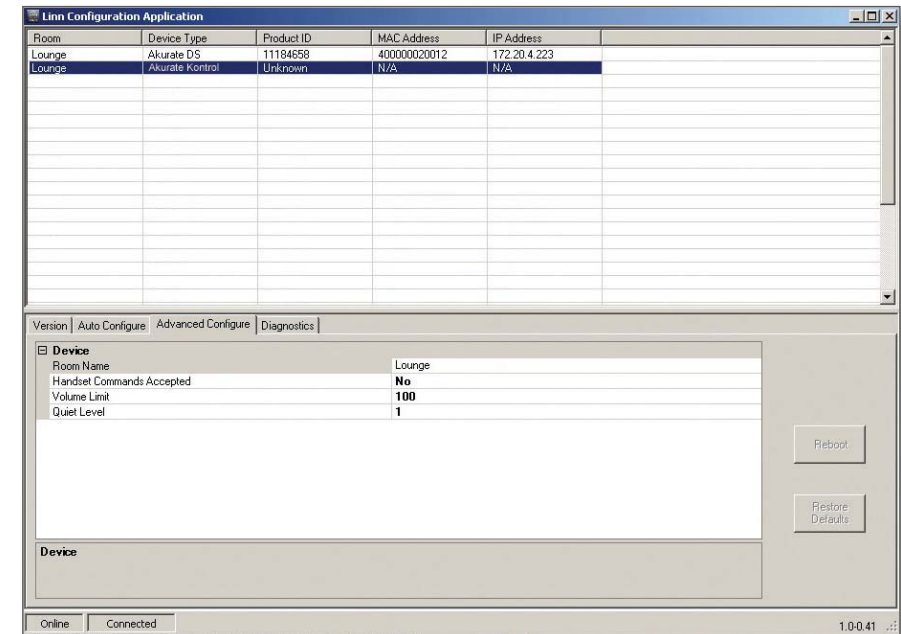 Linn Configuration Application
Room Device Type Product ID MAC Address IP Address
Lounge Akurate DS 11184658 400000020012 172.20.4.223
Lounge Akurate Kontrol Unknown N/A N/A
Version Auto Configure Advanced Configure Diagnostics
Device
Room Name Lounge
Handset Commands Accepted No
Volume Limit 100
Quiet Level 1
Reboot
Restore
Defaults
Device
Online Connected 1.0-0.41